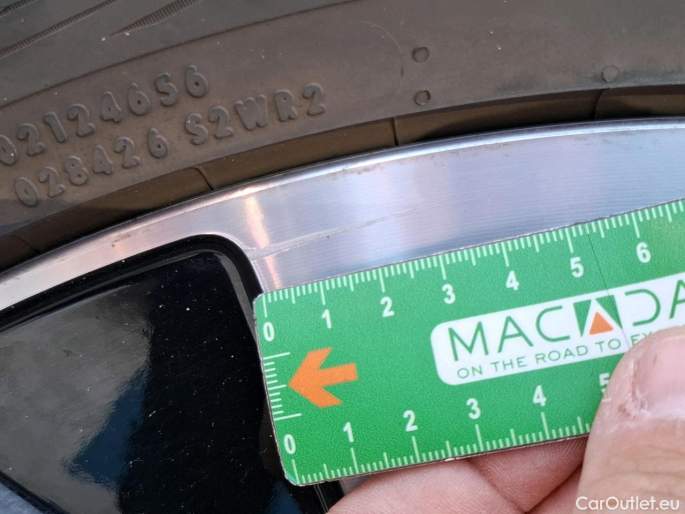 02124656
028426 S2WR2
0 1 2 3 4 5 6
MACADA
ON THE ROAD TO EX
0 1 2 3 4 5
CarOutlet.eu